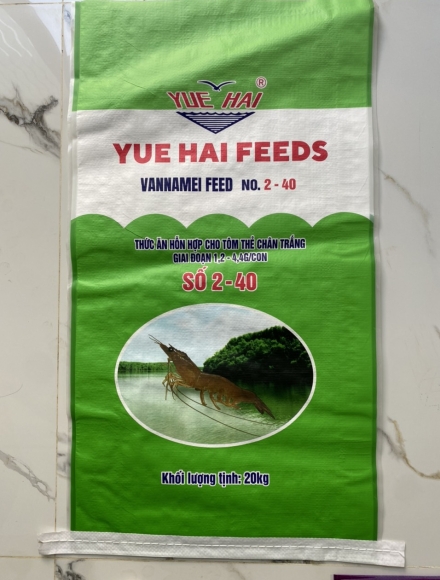 YUE HAI ®
YUE HAI FEEDS
VANNAMEI FEED NO. 2 - 40
THỨC ĂN HỖN HỢP CHO TÔM THẺ CHÂN TRẮNG
GIAI ĐOẠN 1,2 - 4,4G/CON
SỐ 2-40
Khối lượng tịnh: 20kg